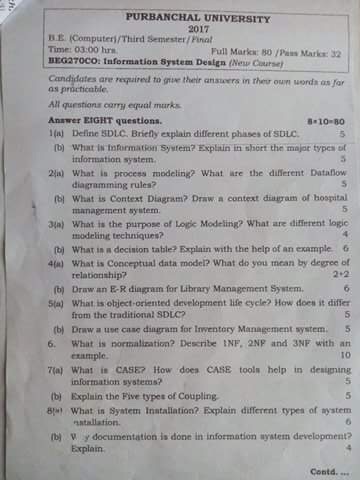 PURBANCHAL UNIVERSITY
2017
B.E. (Computer)/Third Semester/Final
Time: 03:00 hrs. Full Marks: 80 /Pass Marks: 32
BEG270CO: Information System Design (New Course)
Candidates are required to give their answers in their own words as far
as practicable.
All questions carry equal marks.
Answer EIGHT questions. 8×10=80
1(a) Define SDLC. Briefly explain different phases of SDLC. 5
(b) What is Information System? Explain in short the major types of
information system. 5
2(a) What is process modeling? What are the different Dataflow
diagramming rules? 5
(b) What is Context Diagram? Draw a context diagram of hospital
management system. 5
3(a) What is the purpose of Logic Modeling? What are different logic
modeling techniques? 4
(b) What is a decision table? Explain with the help of an example. 6
4(a) What is Conceptual data model? What do you mean by degree of
relationship? 2+2
(b) Draw an E-R diagram for Library Management System. 6
5(a) What is object-oriented development life cycle? How does it differ
from the traditional SDLC? 5
(b) Draw a use case diagram for Inventory Management system. 5
6. What is normalization? Describe 1NF, 2NF and 3NF with an
example. 10
7(a) What is CASE? How does CASE tools help in designing
information systems? 5
(b) Explain the Five types of Coupling. 5
8(a) What is System Installation? Explain different types of system
installation. 6
(b) documentation is done in information system development?
Explain. 4
Contd. ...